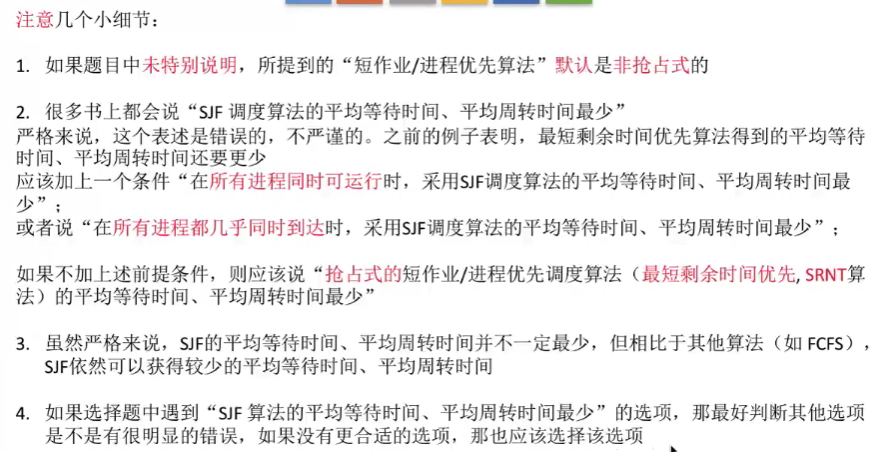 注意几个小细节：
1. 如果题目中未特别说明，所提到的“短作业/进程优先算法”默认是非抢占式的
2. 很多书上都会说“SJF 调度算法的平均等待时间、平均周转时间最少”
严格来说，这个表述是错误的，不严谨的。之前的例子表明，最短剩余时间优先算法得到的平均等待
时间、平均周转时间还要更少
应该加上一个条件“在所有进程同时可运行时，采用SJF调度算法的平均等待时间、平均周转时间最
少”；
或者说“在所有进程都几乎同时到达时，采用SJF调度算法的平均等待时间、平均周转时间最少”；
如果不加上述前提条件，则应该说“抢占式的短作业/进程优先调度算法（最短剩余时间优先, SRNT算
法）的平均等待时间、平均周转时间最少”
3. 虽然严格来说，SJF的平均等待时间、平均周转时间并不一定最少，但相比于其他算法（如 FCFS），
SJF依然可以获得较少的平均等待时间、平均周转时间
4. 如果选择题中遇到“SJF 算法的平均等待时间、平均周转时间最少”的选项，那最好判断其他选项
是不是有很明显的错误，如果没有更合适的选项，那也应该选择该选项